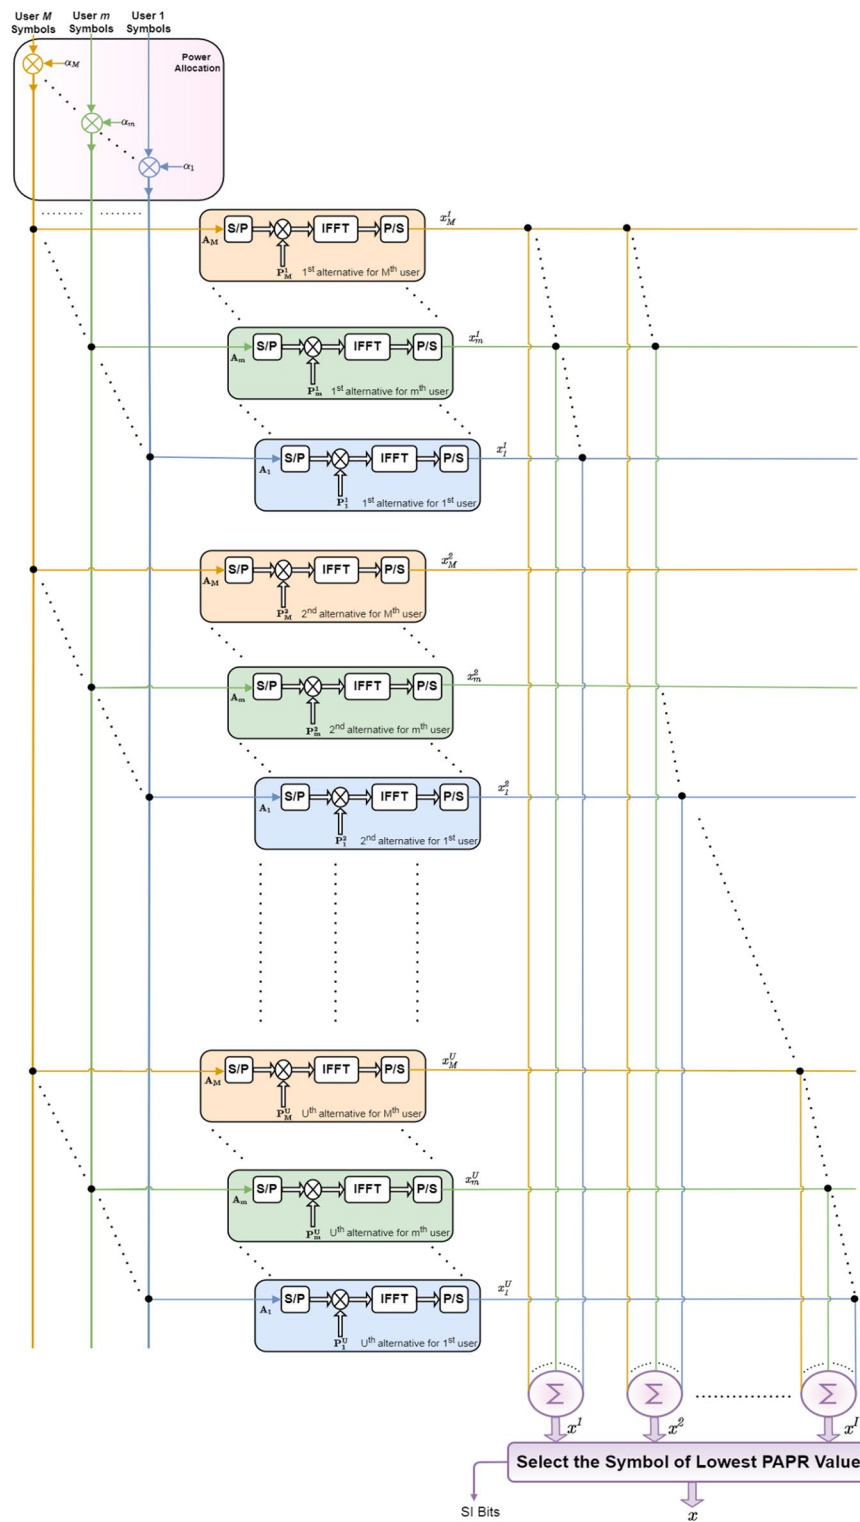 User M User m User 1
Symbols Symbols Symbols
Power
Allocation
α_M
α_m
α_1
A_M S/P IFFT P/S x_M^1
P_M^1 1st alternative for Mth user
A_m S/P IFFT P/S x_m^1
P_m^1 1st alternative for mth user
A_1 S/P IFFT P/S x_1^1
P_1^1 1st alternative for 1st user
A_M S/P IFFT P/S x_M^2
P_M^2 2nd alternative for Mth user
A_m S/P IFFT P/S x_m^2
P_m^2 2nd alternative for mth user
A_1 S/P IFFT P/S x_1^2
P_1^2 2nd alternative for 1st user
A_M S/P IFFT P/S x_M^U
P_M^U Uth alternative for Mth user
A_m S/P IFFT P/S x_m^U
P_m^U Uth alternative for mth user
A_1 S/P IFFT P/S x_1^U
P_1^U Uth alternative for 1st user
Σ Σ Σ
x^1 x^2 x^I
Select the Symbol of Lowest PAPR Value
SI Bits
x